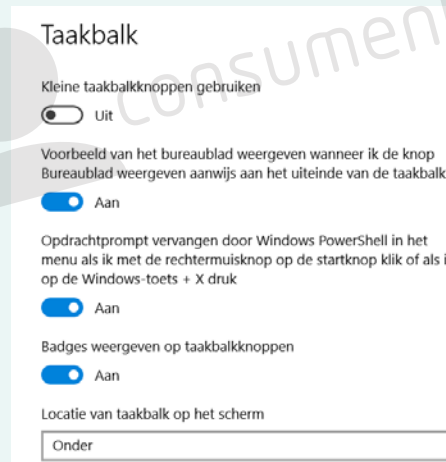 Taakbalk
consumen
Kleine taakbalkknoppen gebruiken
Uit
Voorbeeld van het bureaublad weergeven wanneer ik de knop
Bureaublad weergeven aanwijs aan het uiteinde van de taakbalk
Aan
Opdrachtprompt vervangen door Windows PowerShell in het
menu als ik met de rechtermuisknop op de startknop klik of als i
op de Windows-toets + X druk
Aan
Badges weergeven op taakbalkknoppen
Aan
Locatie van taakbalk op het scherm
Onder